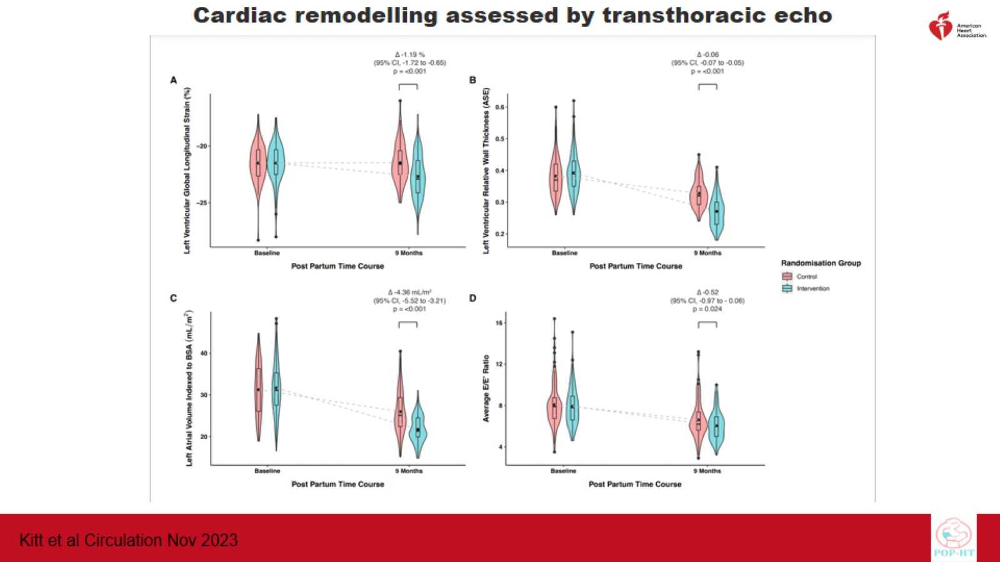 Cardiac remodelling assessed by transthoracic echo
American
Heart
Association.
A
Δ -1.19 %
(95% CI, -1.72 to -0.65)
p = <0.001
Left Ventricular Global Longitudinal Strain (%)
−20
−25
Baseline
9 Months
Post Partum Time Course
B
Δ -0.06
(95% CI, -0.07 to -0.05)
p = <0.001
Left Ventricular Relative Wall Thickness (ASE)
0.6
0.5
0.4
0.3
0.2
Baseline
9 Months
Post Partum Time Course
Randomisation Group
Control
Intervention
C
Δ -4.36 mL/m²
(95% CI, -5.52 to -3.21)
p = <0.001
Left Atrial Volume Indexed to BSA (mL/m²)
40
30
20
Baseline
9 Months
Post Partum Time Course
D
Δ -0.52
(95% CI, -0.97 to - 0.06)
p = 0.024
Average E/E' Ratio
16
12
8
4
Baseline
9 Months
Post Partum Time Course
Kitt et al Circulation Nov 2023
POP-HT